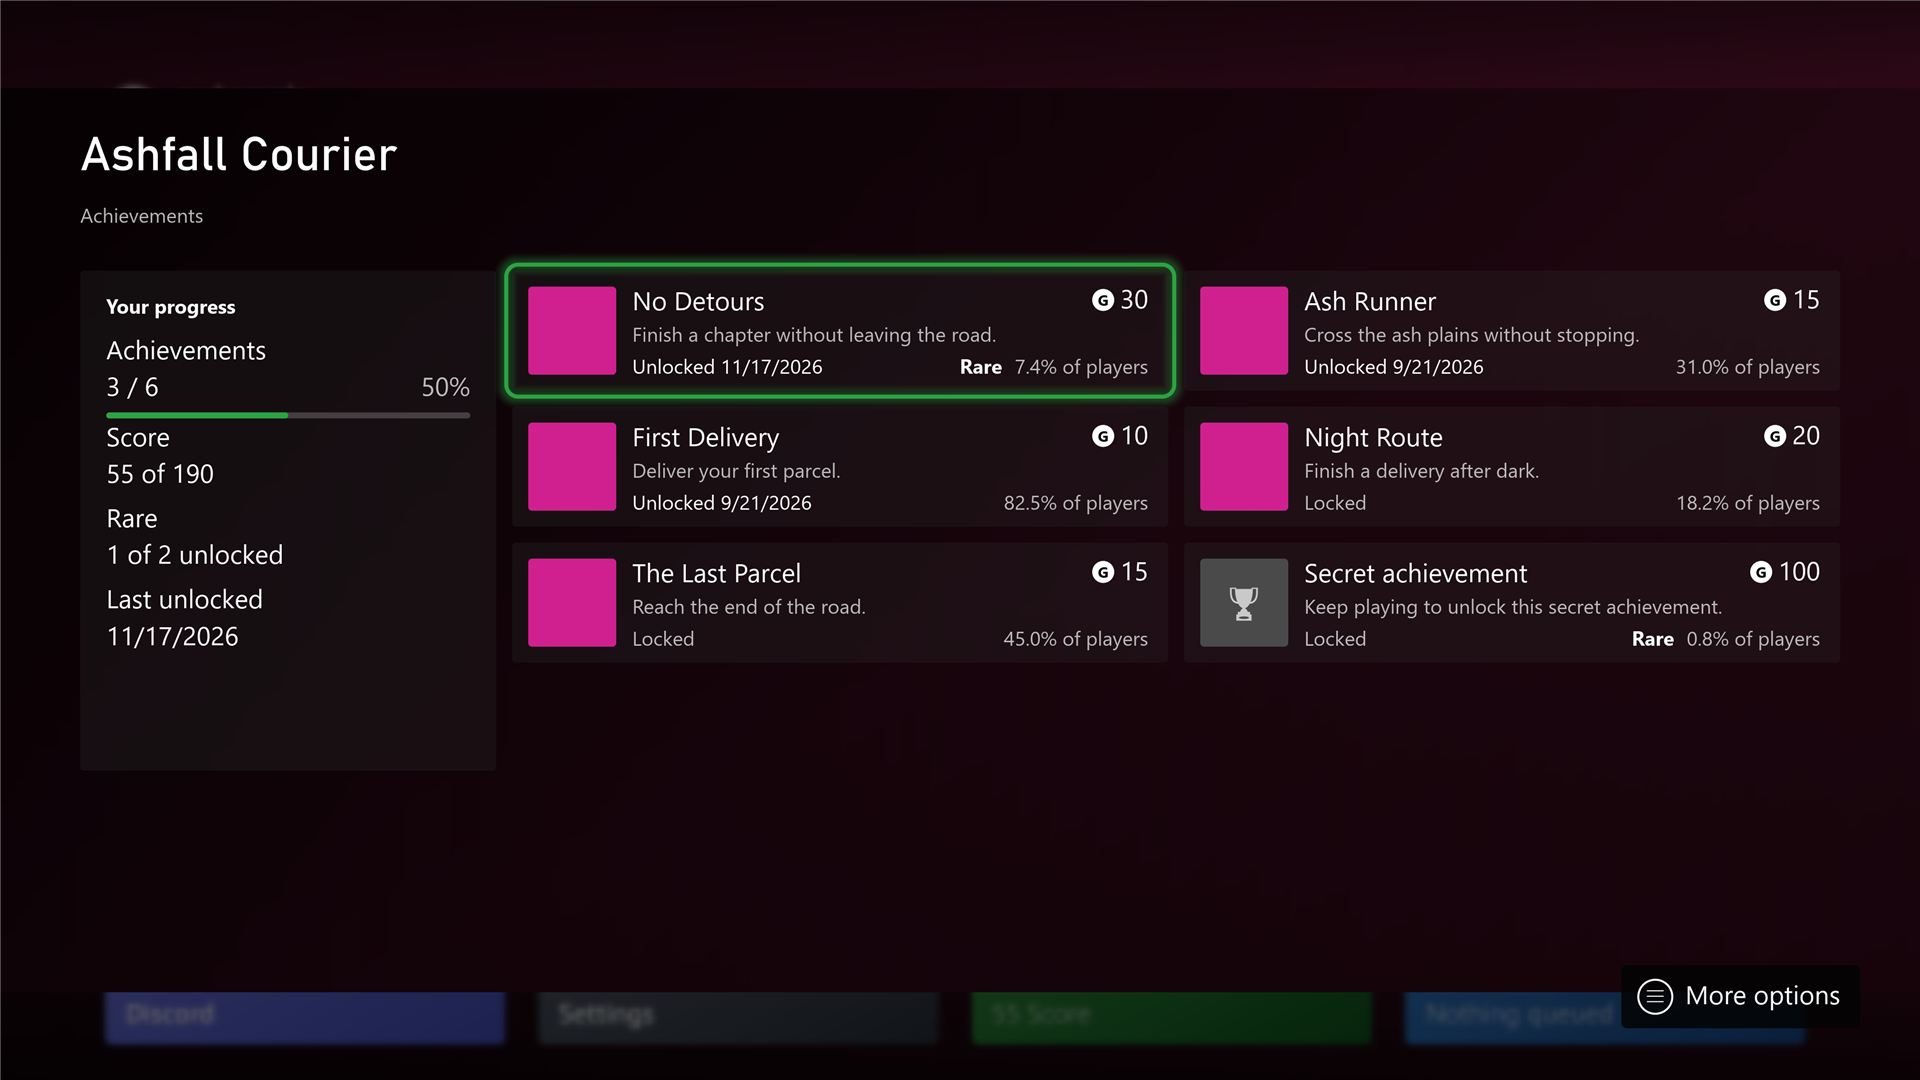 Ashfall Courier
Achievements
Your progress
Achievements
3 / 6 50%
Score
55 of 190
Rare
1 of 2 unlocked
Last unlocked
11/17/2026
No Detours G 30
Finish a chapter without leaving the road.
Unlocked 11/17/2026 Rare 7.4% of players
Ash Runner G 15
Cross the ash plains without stopping.
Unlocked 9/21/2026 31.0% of players
First Delivery G 10
Deliver your first parcel.
Unlocked 9/21/2026 82.5% of players
Night Route G 20
Finish a delivery after dark.
Locked 18.2% of players
The Last Parcel G 15
Reach the end of the road.
Locked 45.0% of players
Secret achievement G 100
Keep playing to unlock this secret achievement.
Locked Rare 0.8% of players
Discord
Settings
55 Score
Nothing queued
More options